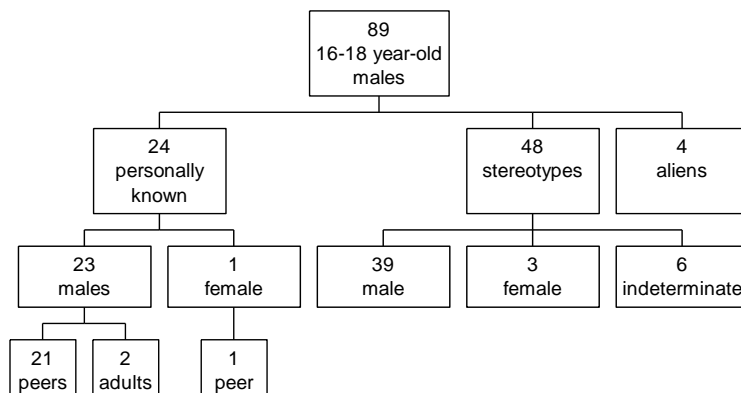 89
16-18 year-old
males
24
personally
known
48
stereotypes
4
aliens
23
males
1
female
39
male
3
female
6
indeterminate
21
peers
2
adults
1
peer